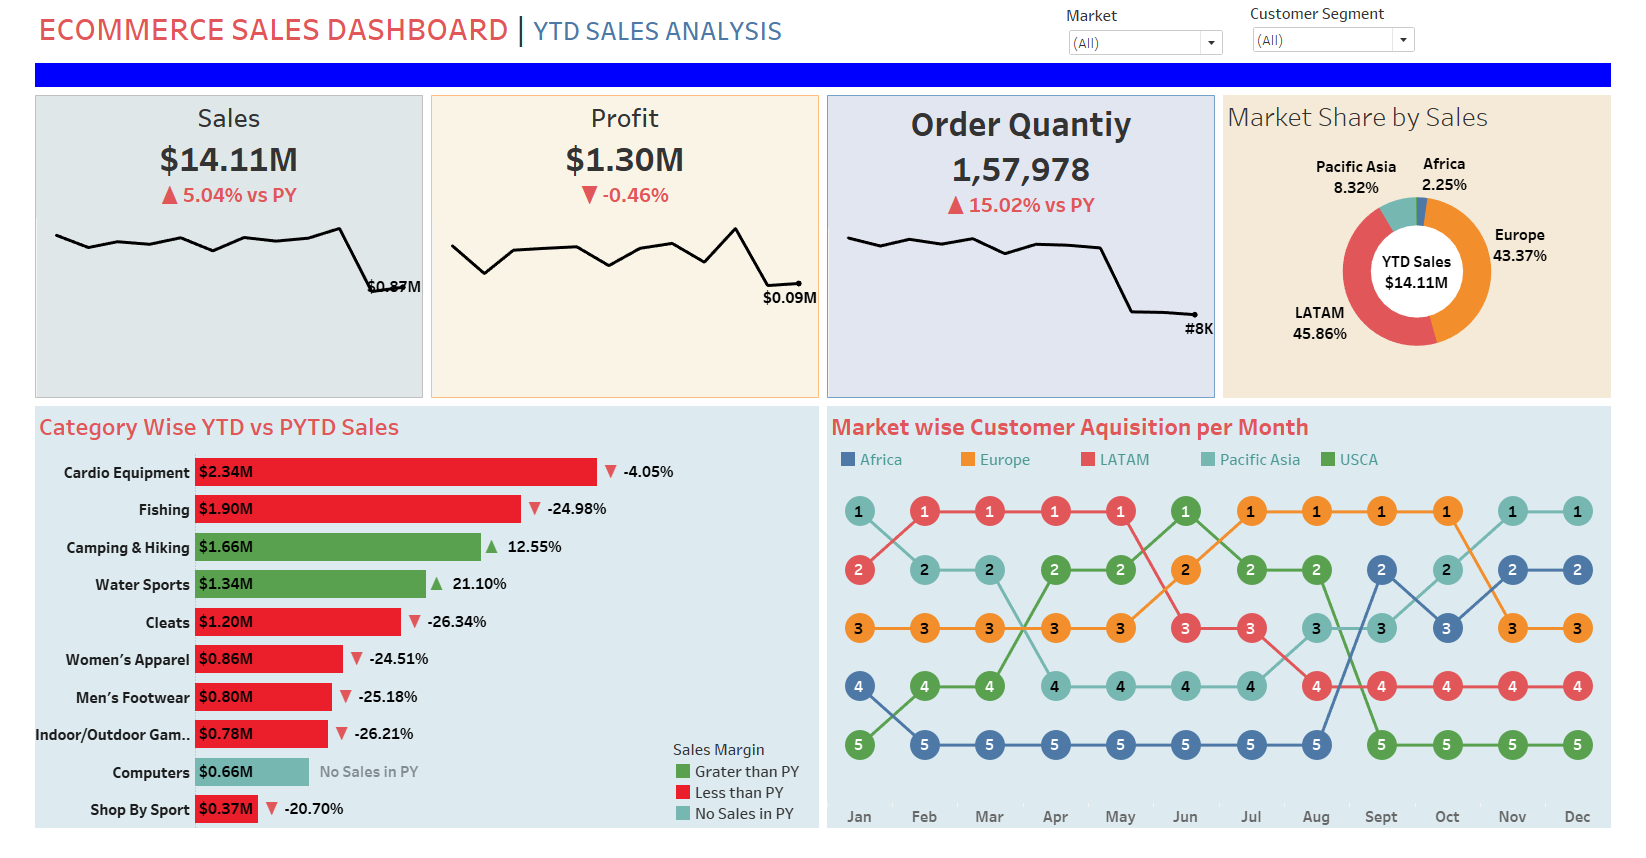 ECOMMERCE SALES DASHBOARD | YTD SALES ANALYSIS
Market
(All)
Customer Segment
(All)
Sales
$14.11M
▲ 5.04% vs PY
$0.87M
Profit
$1.30M
▼ -0.46%
$0.09M
Order Quantiy
1,57,978
▲ 15.02% vs PY
#8K
Market Share by Sales
Pacific Asia
8.32%
Africa
2.25%
Europe
43.37%
YTD Sales
$14.11M
LATAM
45.86%
Category Wise YTD vs PYTD Sales
Cardio Equipment $2.34M ▼ -4.05%
Fishing $1.90M ▼ -24.98%
Camping & Hiking $1.66M ▲ 12.55%
Water Sports $1.34M ▲ 21.10%
Cleats $1.20M ▼ -26.34%
Women's Apparel $0.86M ▼ -24.51%
Men's Footwear $0.80M ▼ -25.18%
Indoor/Outdoor Gam.. $0.78M ▼ -26.21%
Computers $0.66M No Sales in PY
Shop By Sport $0.37M ▼ -20.70%
Sales Margin
Grater than PY
Less than PY
No Sales in PY
Market wise Customer Aquisition per Month
Africa Europe LATAM Pacific Asia USCA
1 1 1 1 1 1 1 1 1 1 1 1
2 2 2 2 2 2 2 2 2 2 2 2
3 3 3 3 3 3 3 3 3 3 3 3
4 4 4 4 4 4 4 4 4 4 4 4
5 5 5 5 5 5 5 5 5 5 5 5
Jan Feb Mar Apr May Jun Jul Aug Sept Oct Nov Dec